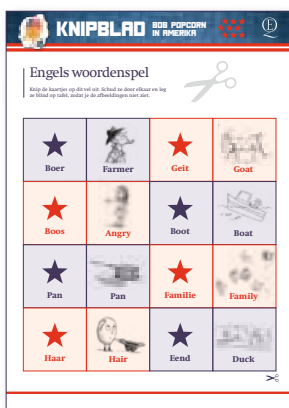 KNIPBLAD BOB POPCORN
IN AMERIKA
Engels woordenspel
Knip de kaartjes op dit vel uit. Schud ze door elkaar en leg
ze blind op tafel, zodat je de afbeeldingen niet ziet.
Boer Farmer Geit Goat
Boos Angry Boot Boat
Pan Pan Familie Family
Haar Hair Eend Duck